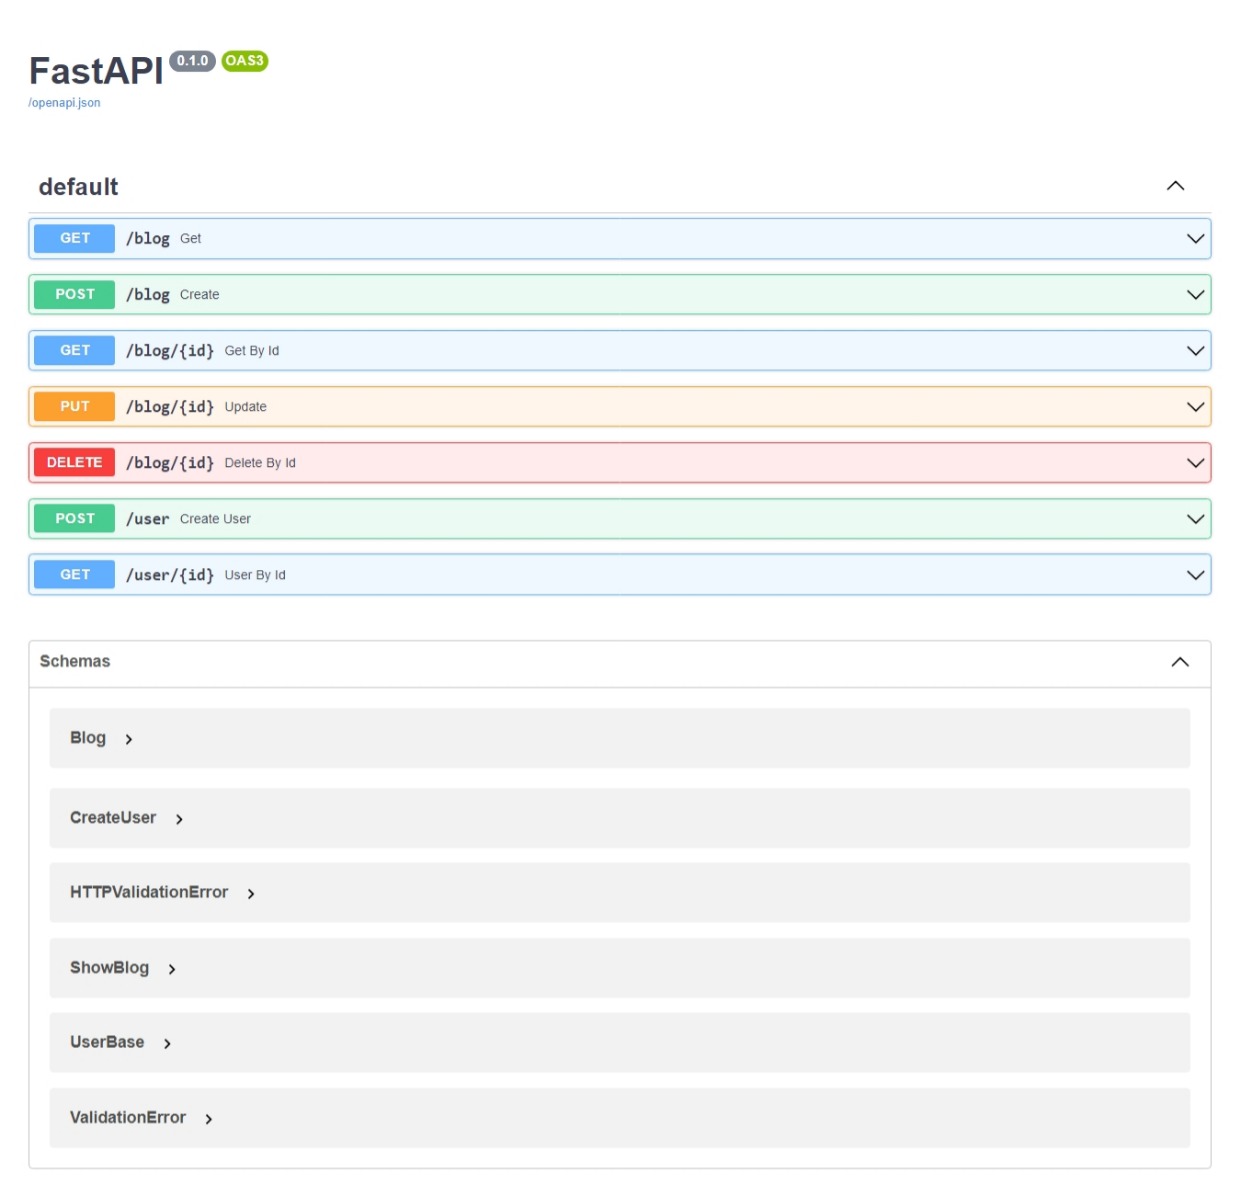 FastAPI 0.1.0 OAS3
/openapi.json
default
GET /blog Get
POST /blog Create
GET /blog/{id} Get By Id
PUT /blog/{id} Update
DELETE /blog/{id} Delete By Id
POST /user Create User
GET /user/{id} User By Id
Schemas
Blog
CreateUser
HTTPValidationError
ShowBlog
UserBase
ValidationError